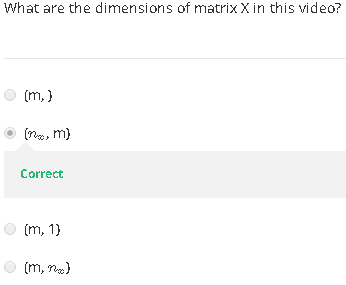 What are the dimensions of matrix X in this video?
(m, )
(nₓ, m)
Correct
(m, 1)
(m, nₓ)